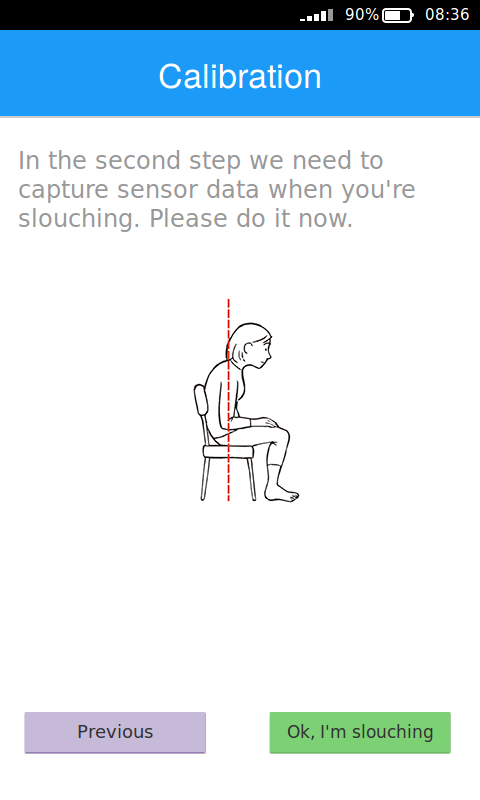 90% 08:36
Calibration
In the second step we need to
capture sensor data when you're
slouching. Please do it now.
Previous
Ok, I'm slouching